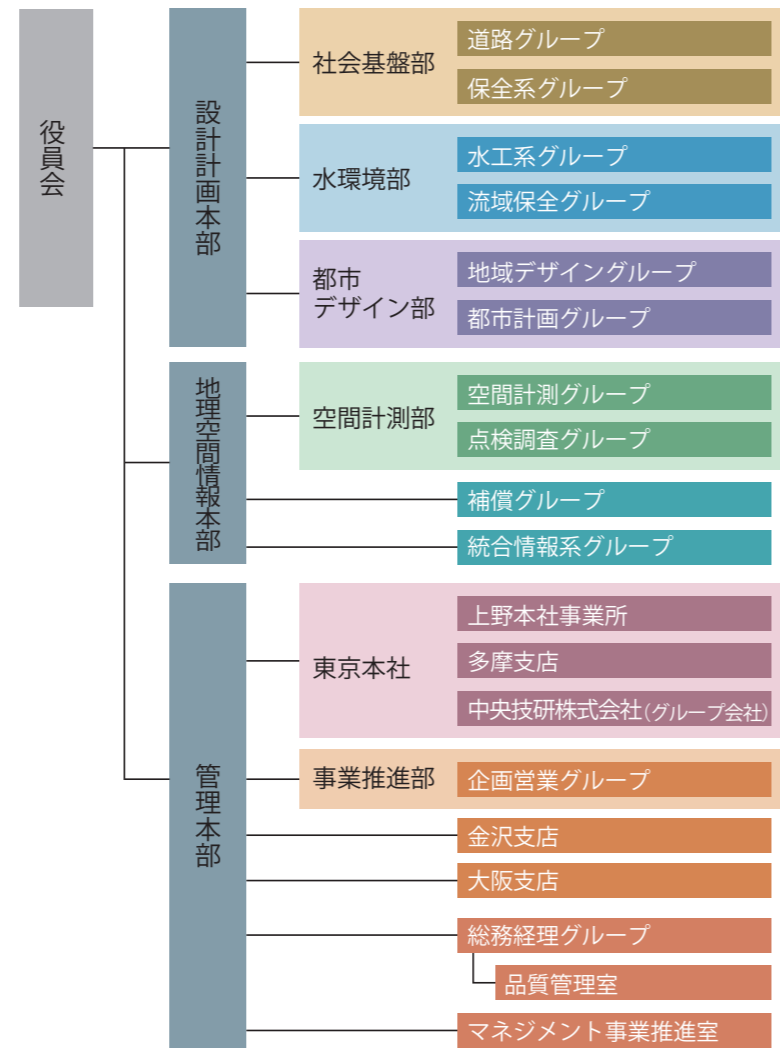 役員会
設計計画本部
社会基盤部
道路グループ
保全系グループ
水環境部
水工系グループ
流域保全グループ
都市
デザイン部
地域デザイングループ
都市計画グループ
地理空間情報本部
空間計測部
空間計測グループ
点検調査グループ
補償グループ
統合情報系グループ
管理本部
東京本社
上野本社事業所
多摩支店
中央技研株式会社(グループ会社)
事業推進部
企画営業グループ
金沢支店
大阪支店
総務経理グループ
品質管理室
マネジメント事業推進室